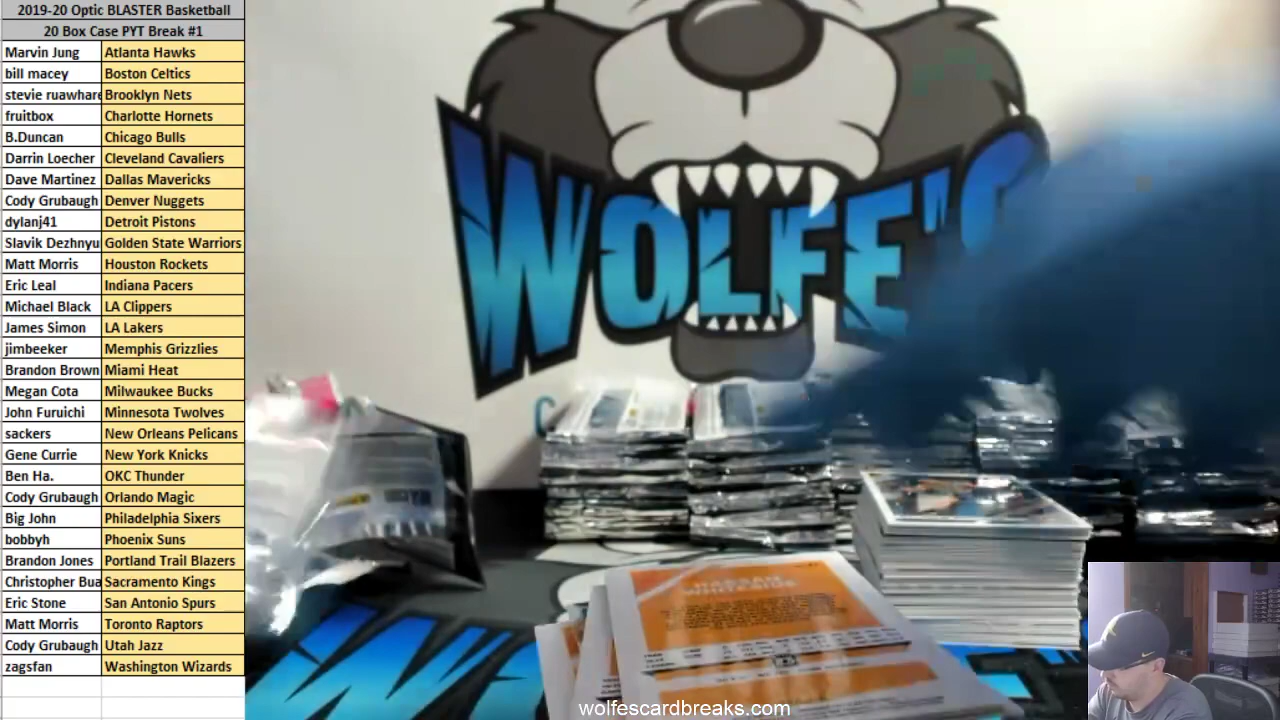 2019-20 Optic BLASTER Basketball
20 Box Case PYT Break #1
Marvin Jung Atlanta Hawks
bill macey Boston Celtics
stevie ruawhare Brooklyn Nets
fruitbox Charlotte Hornets
B.Duncan Chicago Bulls
Darrin Loecher Cleveland Cavaliers
Dave Martinez Dallas Mavericks
Cody Grubaugh Denver Nuggets
dylanj41 Detroit Pistons
Slavik Dezhnyu Golden State Warriors
Matt Morris Houston Rockets
Eric Leal Indiana Pacers
Michael Black LA Clippers
James Simon LA Lakers
jimbeeker Memphis Grizzlies
Brandon Brown Miami Heat
Megan Cota Milwaukee Bucks
John Furuichi Minnesota Twolves
sackers New Orleans Pelicans
Gene Currie New York Knicks
Ben Ha. OKC Thunder
Cody Grubaugh Orlando Magic
Big John Philadelphia Sixers
bobbyh Phoenix Suns
Brandon Jones Portland Trail Blazers
Christopher Bua Sacramento Kings
Eric Stone San Antonio Spurs
Matt Morris Toronto Raptors
Cody Grubaugh Utah Jazz
zagsfan Washington Wizards
WOLFE'S
HASSAN
WHITESIDE
wolfescardbreaks.com